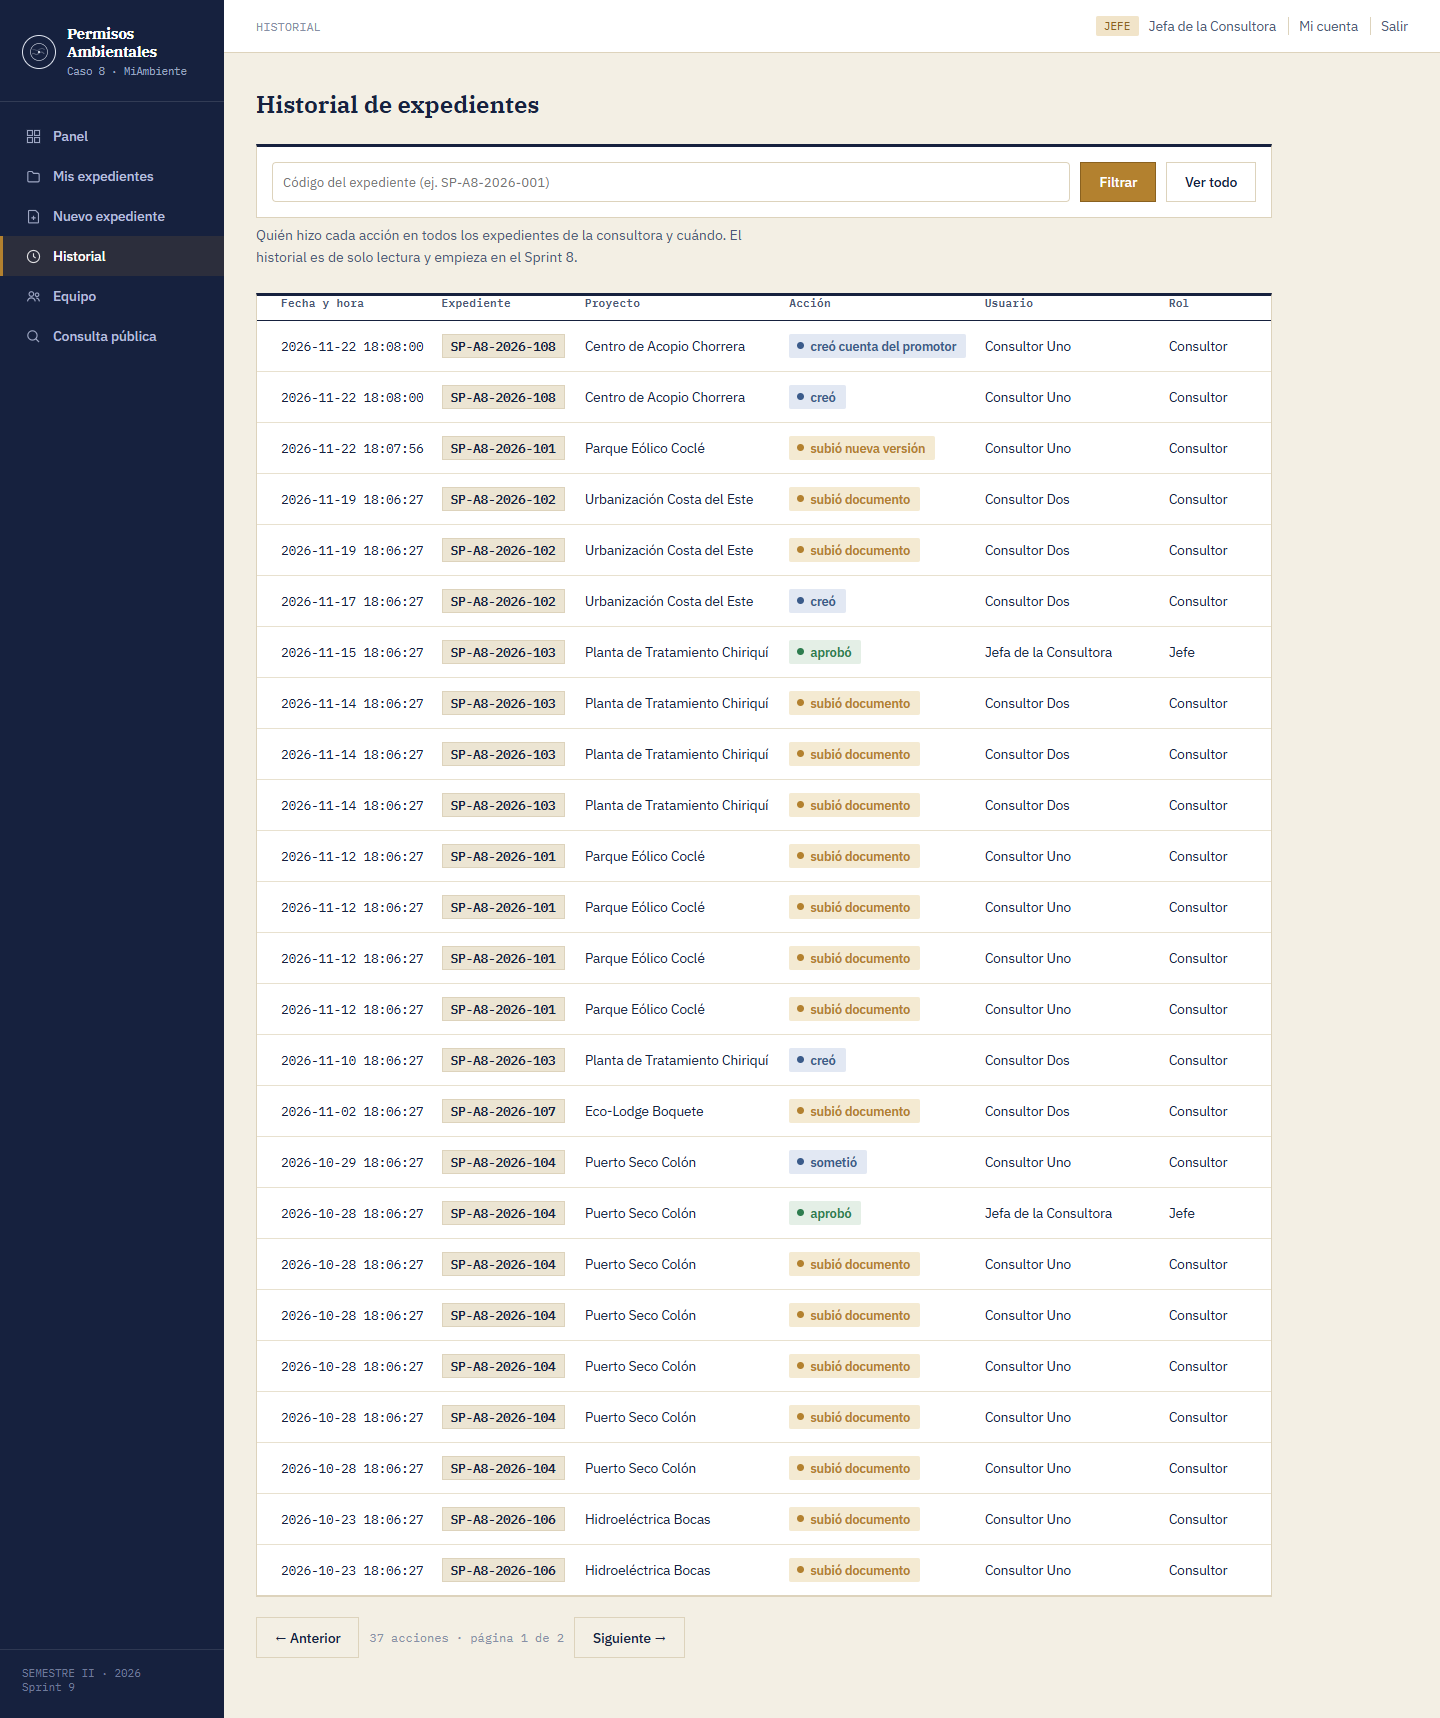 Permisos
Ambientales
Caso 8 · MiAmbiente
Panel
Mis expedientes
Nuevo expediente
Historial
Equipo
Consulta pública
SEMESTRE II · 2026
Sprint 9
HISTORIAL
JEFE Jefa de la Consultora Mi cuenta Salir
Historial de expedientes
Código del expediente (ej. SP-A8-2026-001) Filtrar Ver todo
Quién hizo cada acción en todos los expedientes de la consultora y cuándo. El
historial es de solo lectura y empieza en el Sprint 8.
Fecha y hora Expediente Proyecto Acción Usuario Rol
2026-11-22 18:08:00 SP-A8-2026-108 Centro de Acopio Chorrera creó cuenta del promotor Consultor Uno Consultor
2026-11-22 18:08:00 SP-A8-2026-108 Centro de Acopio Chorrera creó Consultor Uno Consultor
2026-11-22 18:07:56 SP-A8-2026-101 Parque Eólico Coclé subió nueva versión Consultor Uno Consultor
2026-11-19 18:06:27 SP-A8-2026-102 Urbanización Costa del Este subió documento Consultor Dos Consultor
2026-11-19 18:06:27 SP-A8-2026-102 Urbanización Costa del Este subió documento Consultor Dos Consultor
2026-11-17 18:06:27 SP-A8-2026-102 Urbanización Costa del Este creó Consultor Dos Consultor
2026-11-15 18:06:27 SP-A8-2026-103 Planta de Tratamiento Chiriquí aprobó Jefa de la Consultora Jefe
2026-11-14 18:06:27 SP-A8-2026-103 Planta de Tratamiento Chiriquí subió documento Consultor Dos Consultor
2026-11-14 18:06:27 SP-A8-2026-103 Planta de Tratamiento Chiriquí subió documento Consultor Dos Consultor
2026-11-14 18:06:27 SP-A8-2026-103 Planta de Tratamiento Chiriquí subió documento Consultor Dos Consultor
2026-11-12 18:06:27 SP-A8-2026-101 Parque Eólico Coclé subió documento Consultor Uno Consultor
2026-11-12 18:06:27 SP-A8-2026-101 Parque Eólico Coclé subió documento Consultor Uno Consultor
2026-11-12 18:06:27 SP-A8-2026-101 Parque Eólico Coclé subió documento Consultor Uno Consultor
2026-11-12 18:06:27 SP-A8-2026-101 Parque Eólico Coclé subió documento Consultor Uno Consultor
2026-11-10 18:06:27 SP-A8-2026-103 Planta de Tratamiento Chiriquí creó Consultor Dos Consultor
2026-11-02 18:06:27 SP-A8-2026-107 Eco-Lodge Boquete subió documento Consultor Dos Consultor
2026-10-29 18:06:27 SP-A8-2026-104 Puerto Seco Colón sometió Consultor Uno Consultor
2026-10-28 18:06:27 SP-A8-2026-104 Puerto Seco Colón aprobó Jefa de la Consultora Jefe
2026-10-28 18:06:27 SP-A8-2026-104 Puerto Seco Colón subió documento Consultor Uno Consultor
2026-10-28 18:06:27 SP-A8-2026-104 Puerto Seco Colón subió documento Consultor Uno Consultor
2026-10-28 18:06:27 SP-A8-2026-104 Puerto Seco Colón subió documento Consultor Uno Consultor
2026-10-28 18:06:27 SP-A8-2026-104 Puerto Seco Colón subió documento Consultor Uno Consultor
2026-10-28 18:06:27 SP-A8-2026-104 Puerto Seco Colón subió documento Consultor Uno Consultor
2026-10-23 18:06:27 SP-A8-2026-106 Hidroeléctrica Bocas subió documento Consultor Uno Consultor
2026-10-23 18:06:27 SP-A8-2026-106 Hidroeléctrica Bocas subió documento Consultor Uno Consultor
← Anterior 37 acciones · página 1 de 2 Siguiente →